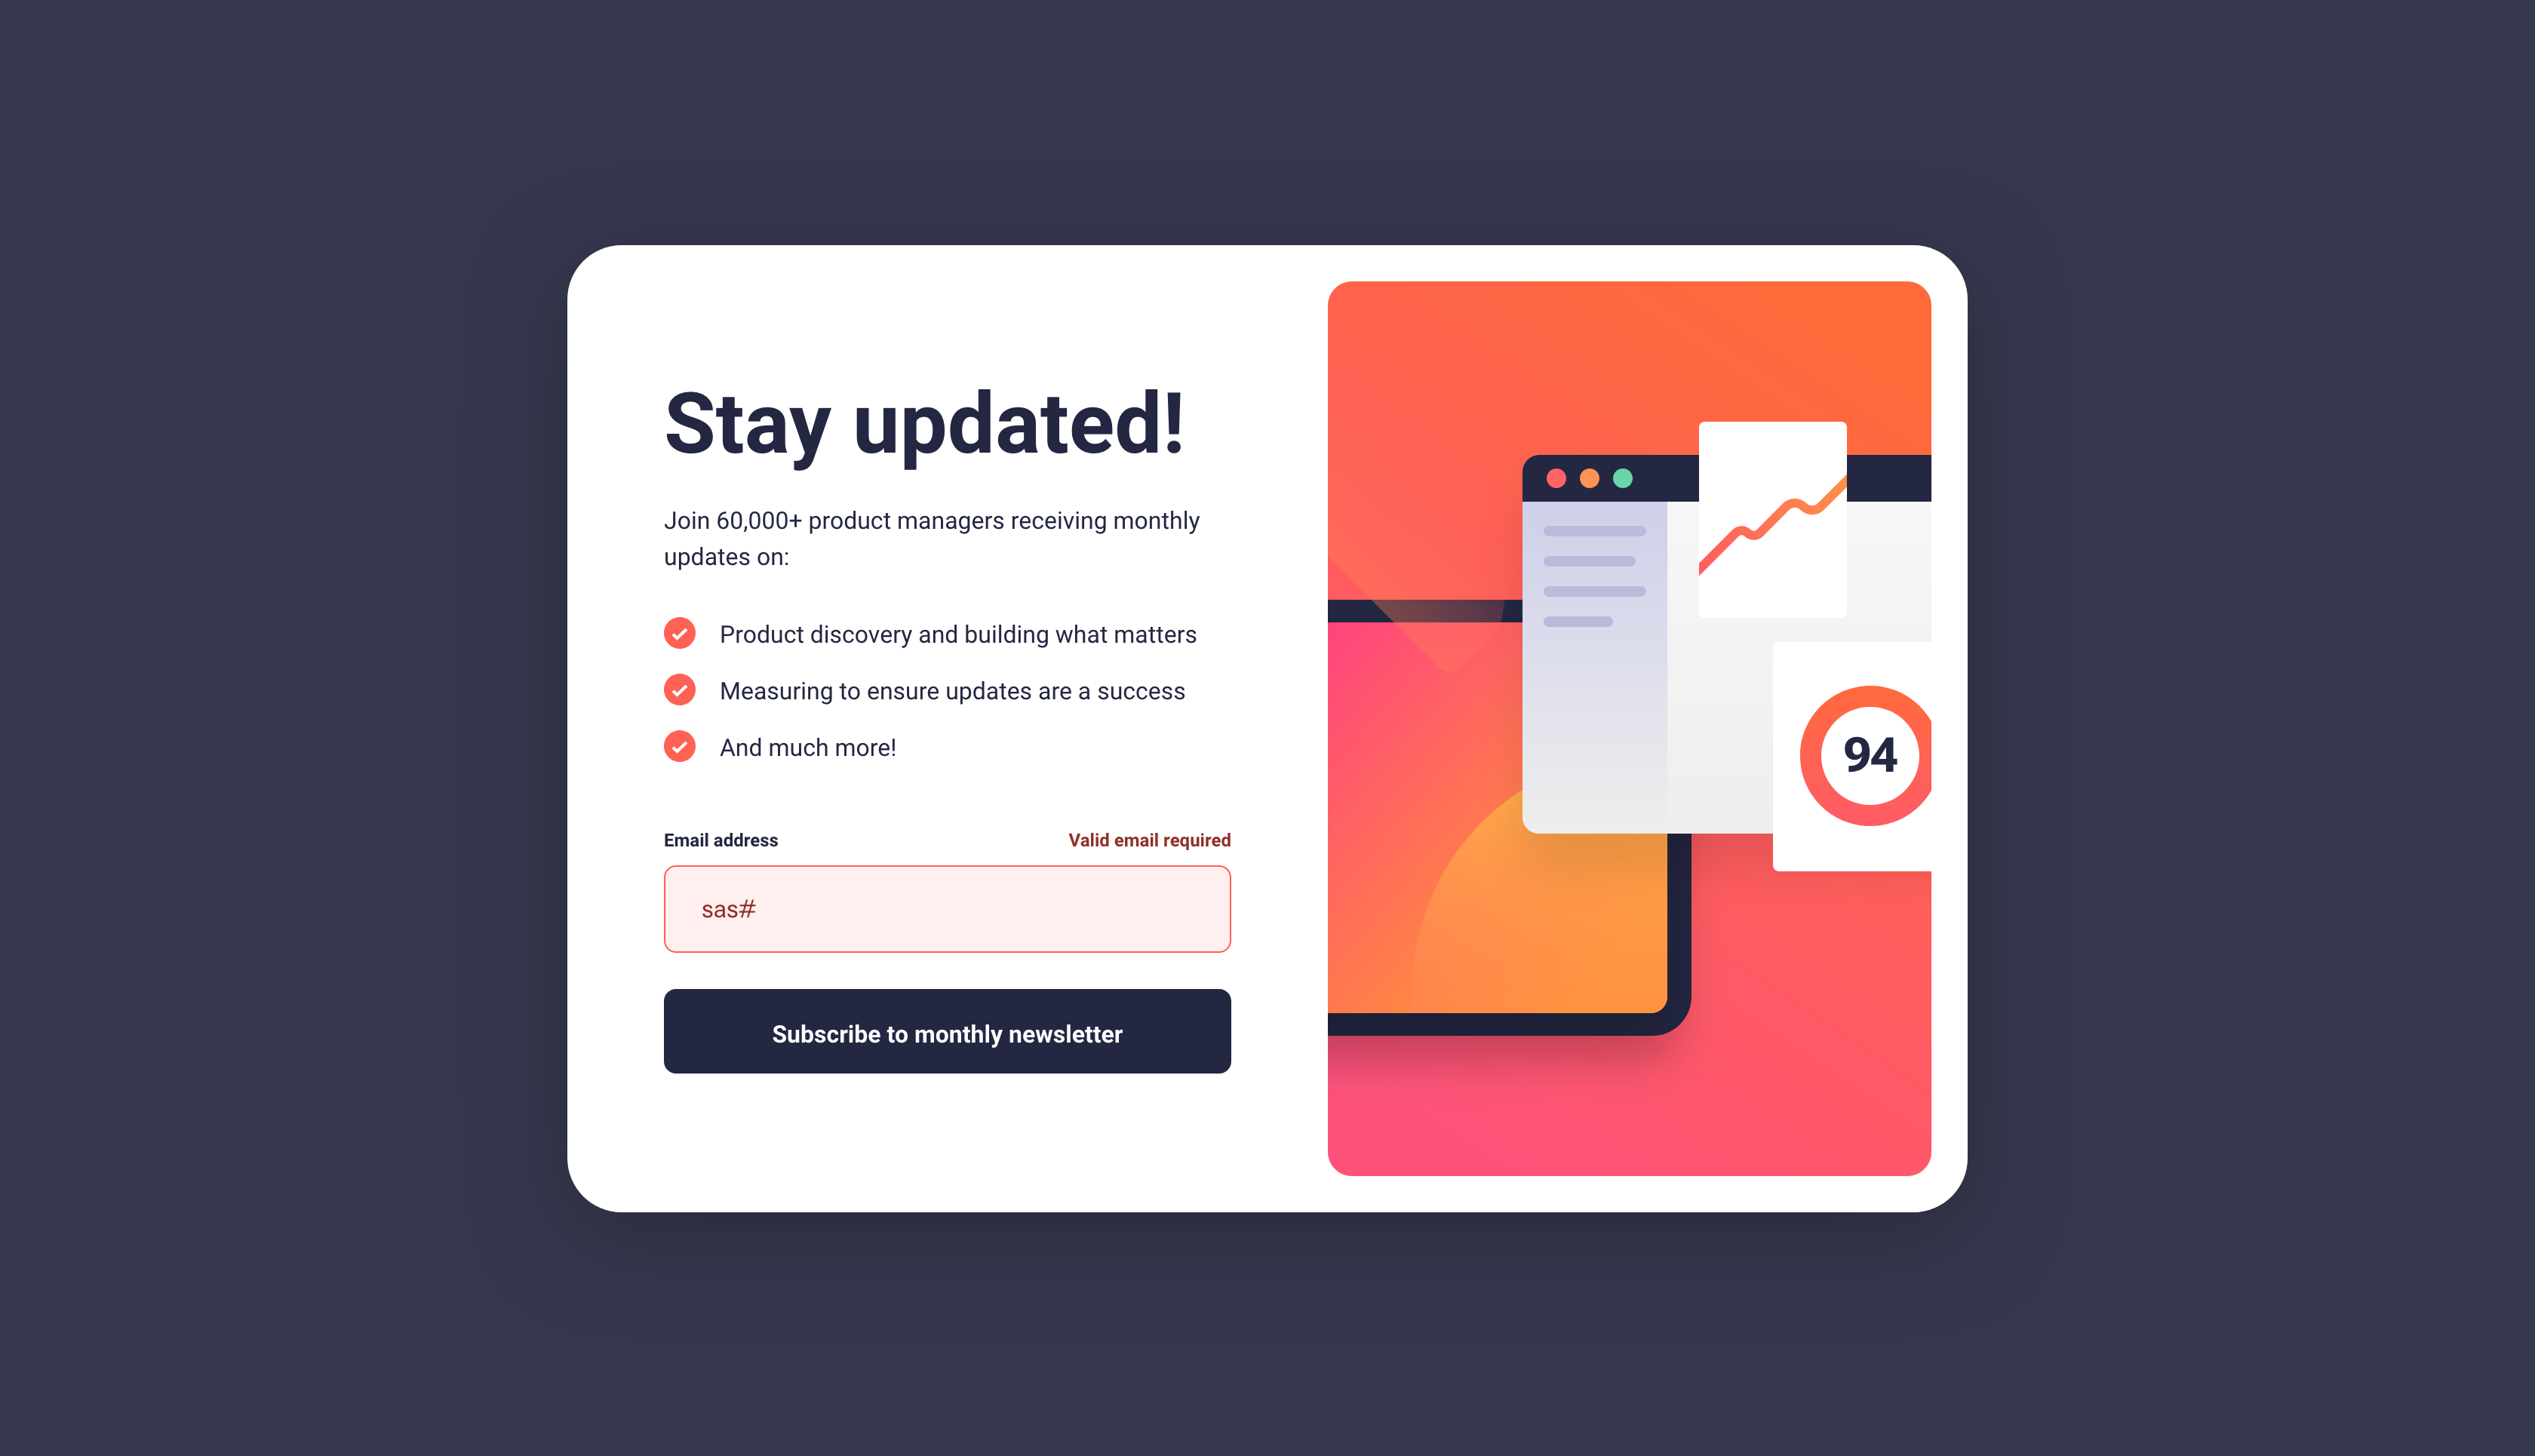 Stay updated!
Join 60,000+ product managers receiving monthly
updates on:
Product discovery and building what matters
Measuring to ensure updates are a success
And much more!
Email address
Valid email required
sas#
Subscribe to monthly newsletter
94